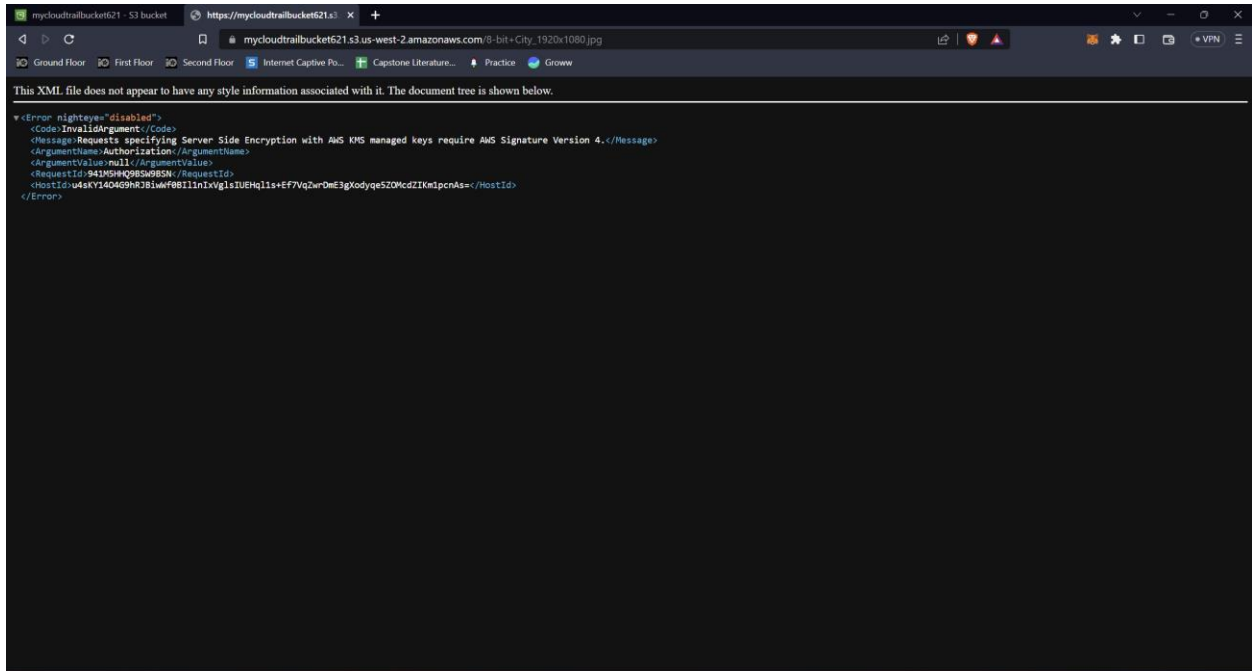 mycloudtrailbucket621 - S3 bucket
https://mycloudtrailbucket621.s3.
mycloudtrailbucket621.s3.us-west-2.amazonaws.com/8-bit+City_1920x1080.jpg
VPN
Ground Floor First Floor Second Floor Internet Captive Po... Capstone Literature... Practice Groww
This XML file does not appear to have any style information associated with it. The document tree is shown below.
▼<Error nighteye="disabled">
<Code>InvalidArgument</Code>
<Message>Requests specifying Server Side Encryption with AWS KMS managed keys require AWS Signature Version 4.</Message>
<ArgumentName>Authorization</ArgumentName>
<ArgumentValue>null</ArgumentValue>
<RequestId>941M5HHQ9BSW9BSN</RequestId>
<HostId>u4sKY14O4G9hRJBiwWf0BIl1nIxVglsIUEHql1s+Ef7VqZwrDmE3gXodyqe5ZOMcdZIKm1pcnAs=</HostId>
</Error>